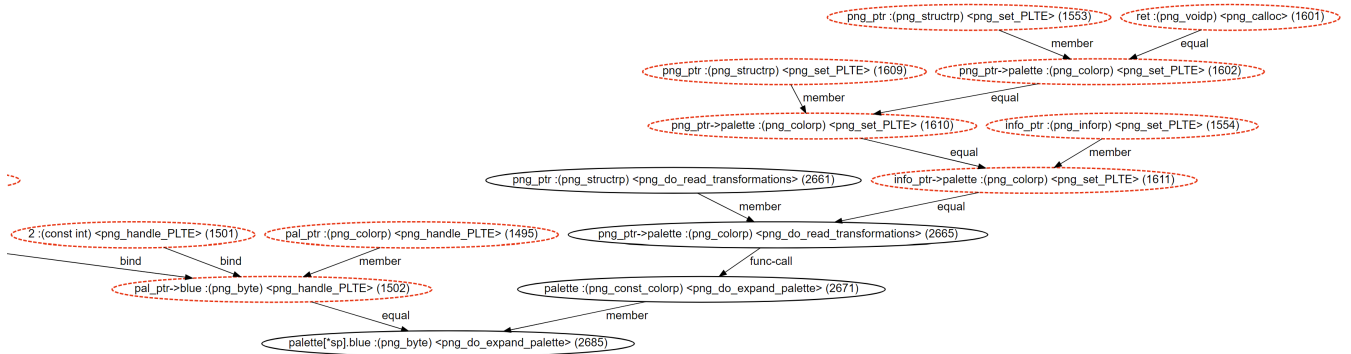 png_ptr :(png_structrp) <png_set_PLTE> (1553)
ret :(png_voidp) <png_calloc> (1601)
member
equal
png_ptr :(png_structrp) <png_set_PLTE> (1609)
png_ptr->palette :(png_colorp) <png_set_PLTE> (1602)
member
equal
png_ptr->palette :(png_colorp) <png_set_PLTE> (1610)
info_ptr :(png_inforp) <png_set_PLTE> (1554)
equal
member
png_ptr :(png_structrp) <png_do_read_transformations> (2661)
info_ptr->palette :(png_colorp) <png_set_PLTE> (1611)
member
equal
2 :(const int) <png_handle_PLTE> (1501)
pal_ptr :(png_colorp) <png_handle_PLTE> (1495)
png_ptr->palette :(png_colorp) <png_do_read_transformations> (2665)
bind
bind
member
func-call
pal_ptr->blue :(png_byte) <png_handle_PLTE> (1502)
palette :(png_const_colorp) <png_do_expand_palette> (2671)
equal
member
palette[*sp].blue :(png_byte) <png_do_expand_palette> (2685)